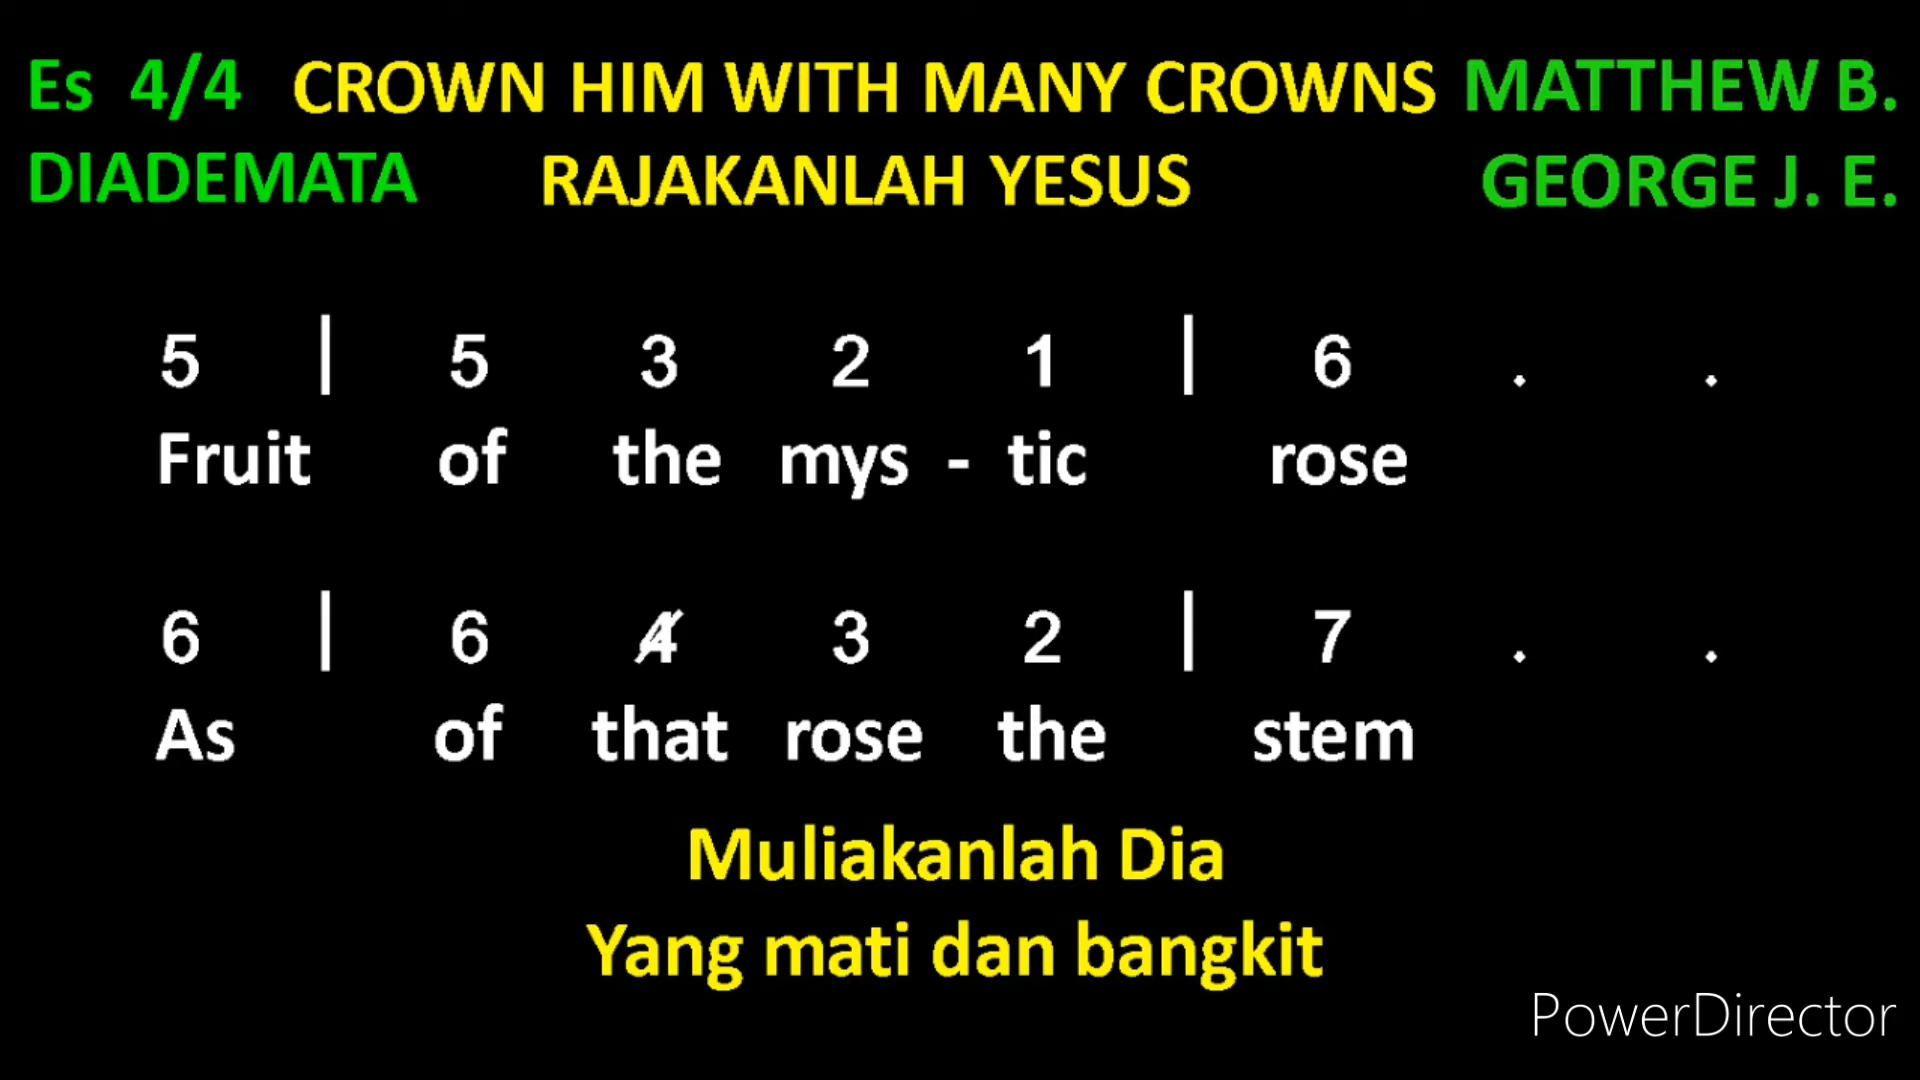 Es 4/4 CROWN HIM WITH MANY CROWNS MATTHEW B.
DIADEMATA RAJAKANLAH YESUS GEORGE J. E.
5 | 5 3 2 1 | 6 . .
Fruit of the mys - tic rose
6 | 6 4̸ 3 2 | 7 . .
As of that rose the stem
Muliakanlah Dia
Yang mati dan bangkit
PowerDirector